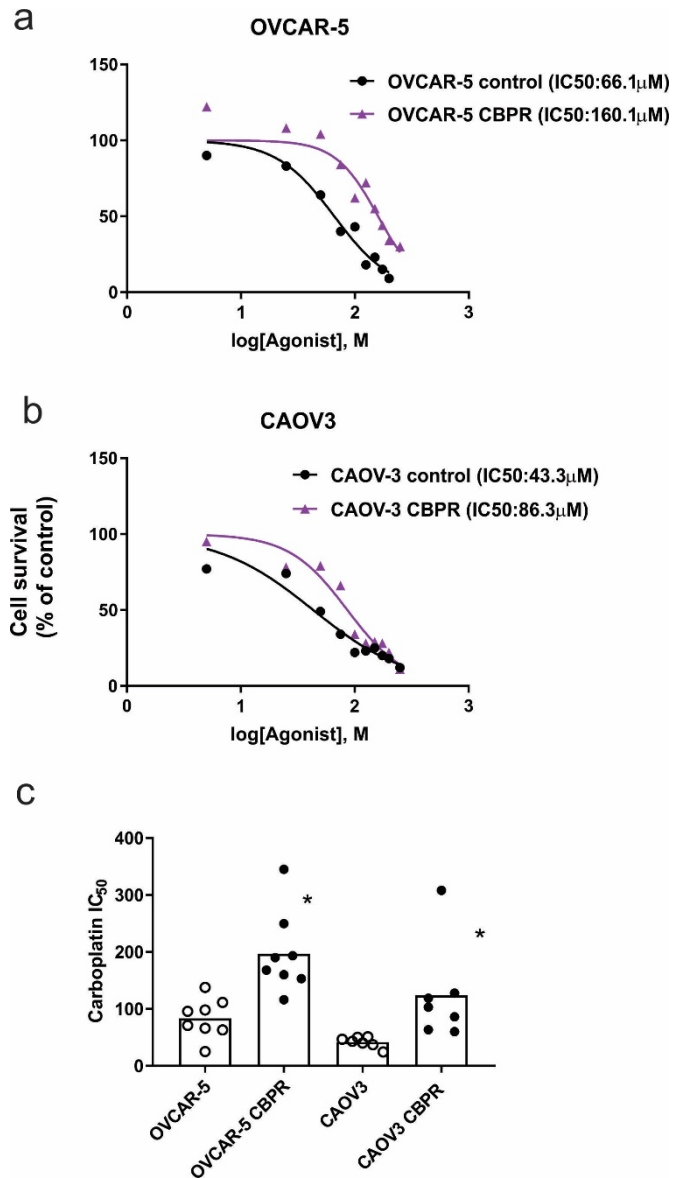 a
OVCAR-5
150
100
50
0
OVCAR-5 control (IC50:66.1μM)
OVCAR-5 CBPR (IC50:160.1μM)
0
1
2
3
log[Agonist], M
b
CAOV3
Cell survival
(% of control)
150
100
50
0
CAOV-3 control (IC50:43.3μM)
CAOV-3 CBPR (IC50:86.3μM)
0
1
2
3
log[Agonist], M
c
Carboplatin IC₅₀
400
300
200
100
0
*
*
OVCAR-5
OVCAR-5 CBPR
CAOV3
CAOV3 CBPR